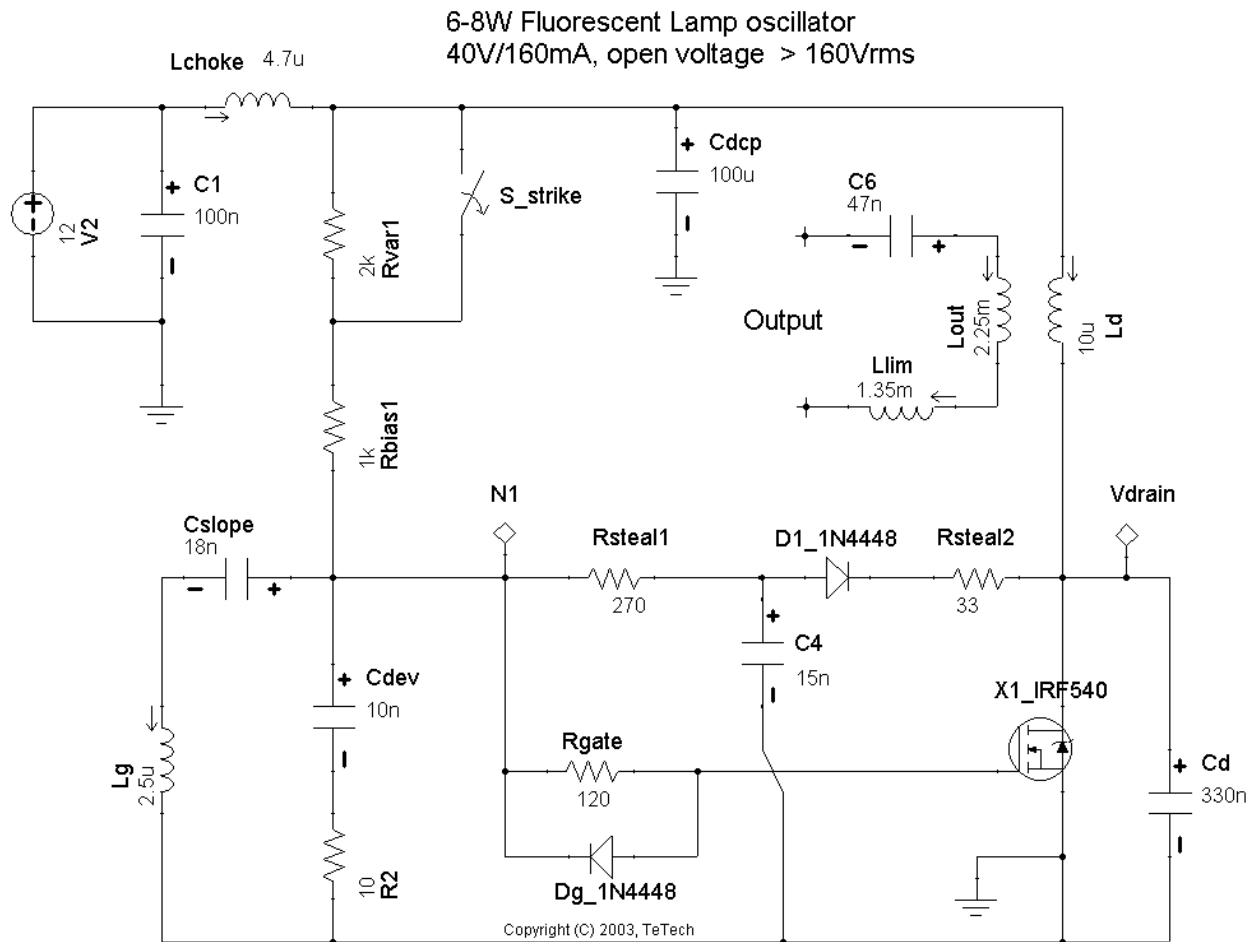 6-8W Fluorescent Lamp oscillator
40V/160mA, open voltage > 160Vrms
Lchoke 4.7u
C1
100n
12
V2
2k
Rvar1
S_strike
Cdcp
100u
C6
47n
Output
Lout
2.25m
10u
Ld
Llim
1.35m
1k
Rbias1
N1
Vdrain
Cslope
18n
Rsteal1
270
D1_1N4448
Rsteal2
33
C4
15n
Cdev
10n
X1_IRF540
Lg
2.5u
Rgate
120
Cd
330n
10
R2
Dg_1N4448
Copyright (C) 2003, TeTech